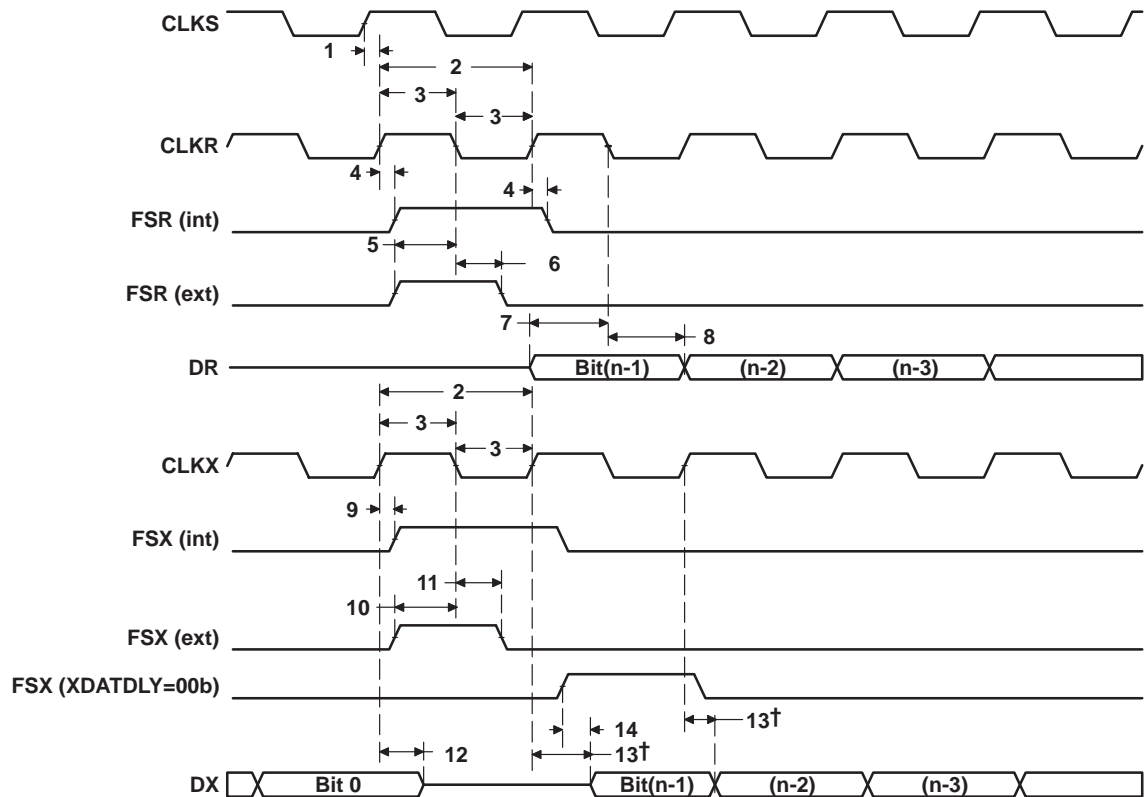 CLKS
1
2
3
3
CLKR
4
4
FSR (int)
5
6
FSR (ext)
7
8
DR
Bit(n-1)
(n-2)
(n-3)
2
3
3
CLKX
9
FSX (int)
11
10
FSX (ext)
FSX (XDATDLY=00b)
14
13†
12
13†
DX
Bit 0
Bit(n-1)
(n-2)
(n-3)